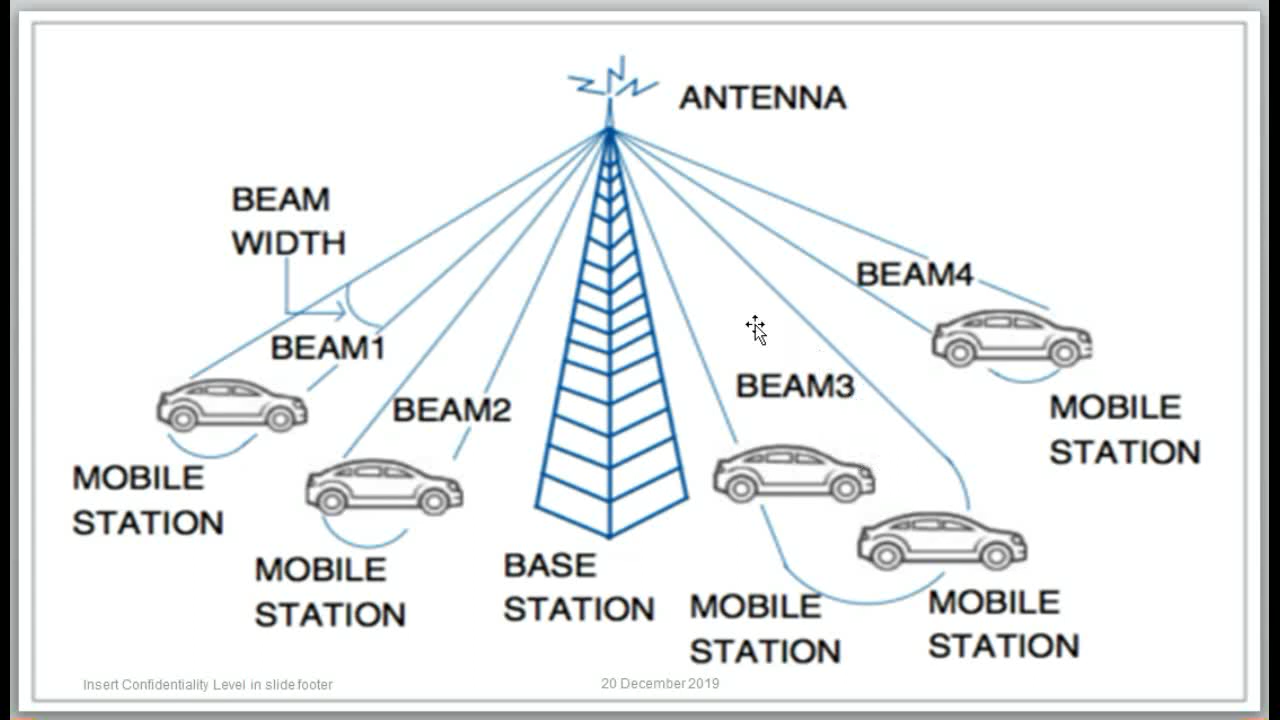 ANTENNA
BEAM
WIDTH
BEAM4
BEAM1
BEAM3
BEAM2
MOBILE
STATION
MOBILE
STATION
BASE
STATION
MOBILE
STATION
MOBILE
STATION
MOBILE
STATION
Insert Confidentiality Level in slide footer
20 December 2019